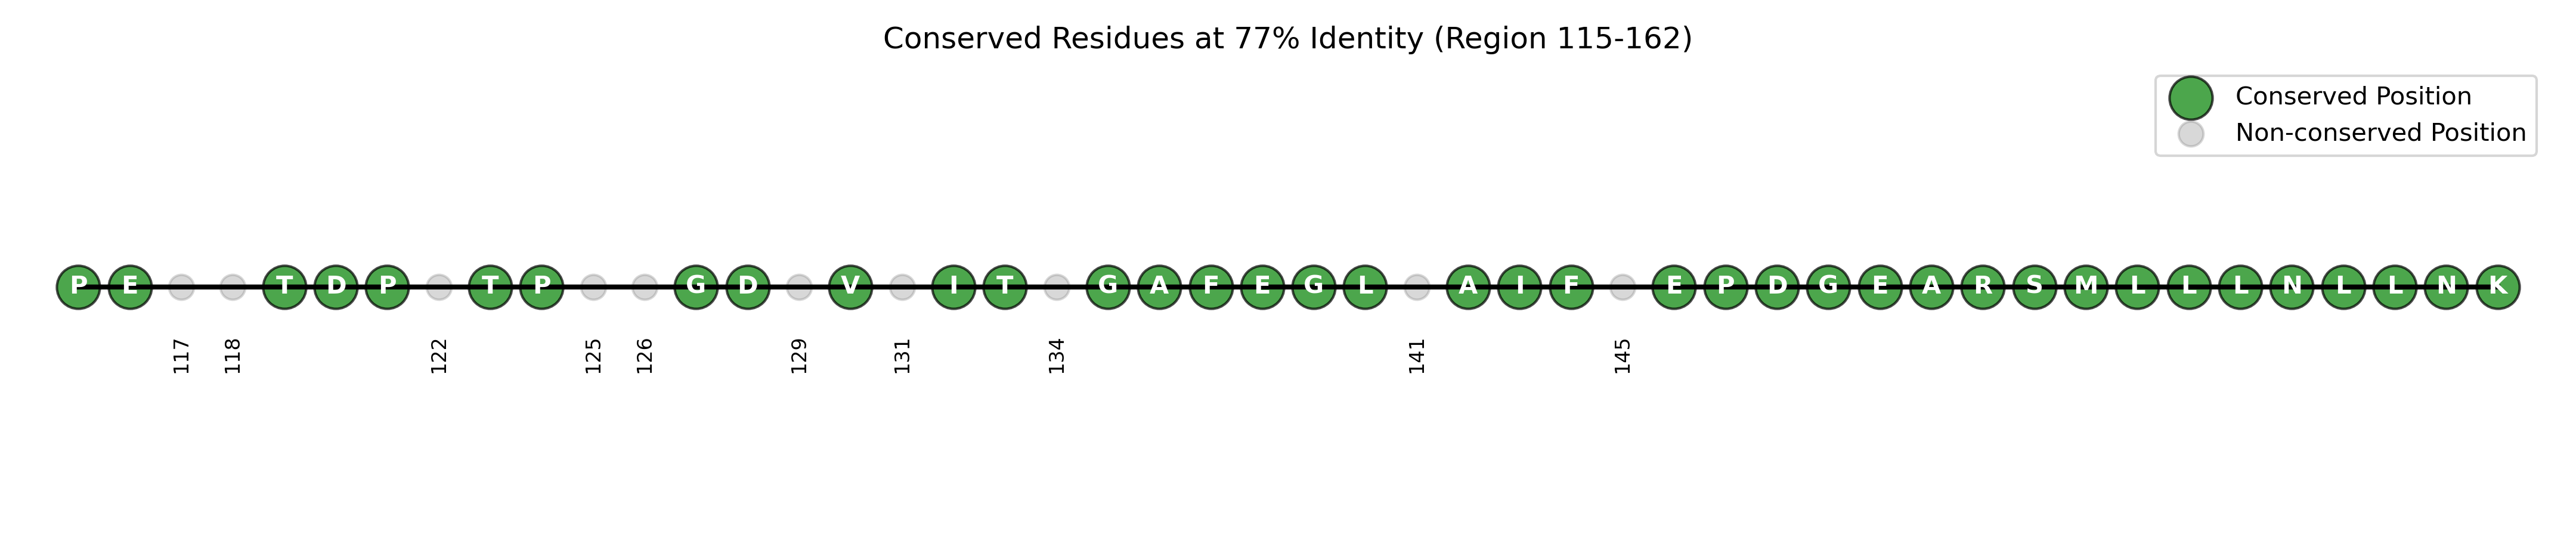 Conserved Residues at 77% Identity (Region 115-162)
Conserved Position
Non-conserved Position
P E T D P T P G D V I T G A F E G L A I F E P D G E A R S M L L L N L L N K
117 118 122 125 126 129 131 134 141 145